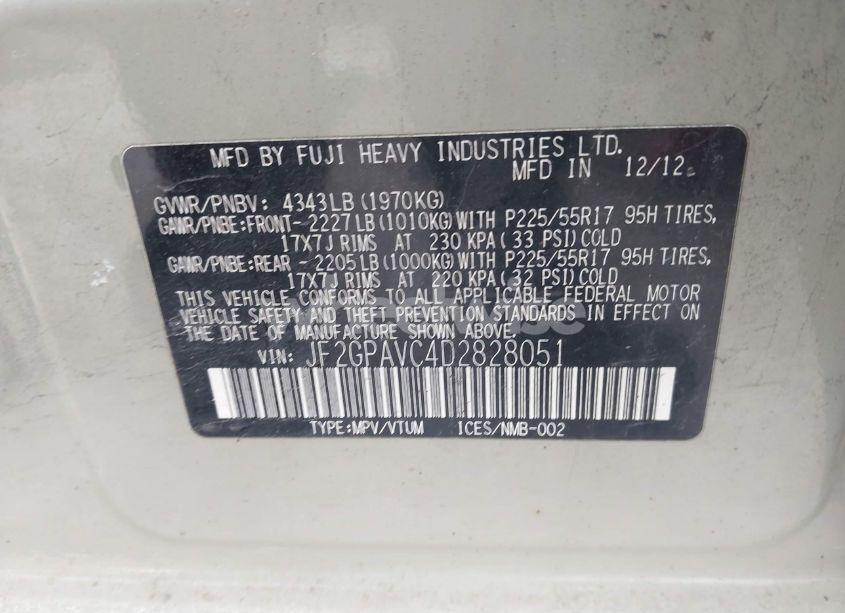 MFD BY FUJI HEAVY INDUSTRIES LTD.
MFD IN 12/12
GVWR/PNBV: 4343LB(1970KG)
GAWR/PNBE:FRONT-2227LB(1010KG)WITH P225/55R17 95H TIRES,
17X7J RIMS AT 230 KPA(33 PSI)COLD
GAWR/PNBE:REAR -2205LB(1000KG)WITH P225/55R17 95H TIRES,
17X7J RIMS AT 220 KPA(32 PSI)COLD
THIS VEHICLE CONFORMS TO ALL APPLICABLE FEDERAL MOTOR
VEHICLE SAFETY AND THEFT PREVENTION STANDARDS IN EFFECT ON
THE DATE OF MANUFACTURE SHOWN ABOVE.
VIN: JF2GPAVC4D2828051
TYPE:MPV/VTUM ICES/NMB-002